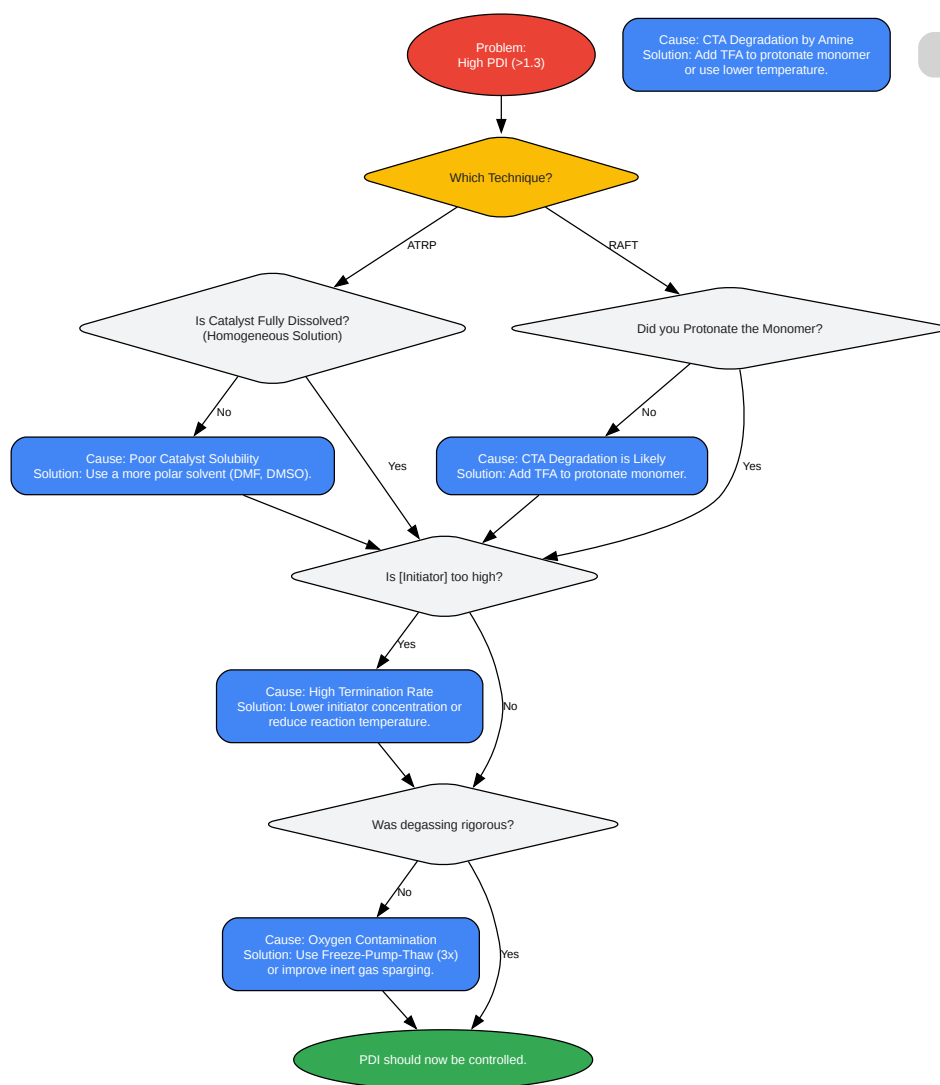 Problem:
High PDI (>1.3)
Cause: CTA Degradation by Amine
Solution: Add TFA to protonate monomer
or use lower temperature.
Which Technique?
ATRP
RAFT
Is Catalyst Fully Dissolved?
(Homogeneous Solution)
Did you Protonate the Monomer?
No
No
Yes
Yes
Cause: Poor Catalyst Solubility
Solution: Use a more polar solvent (DMF, DMSO).
Cause: CTA Degradation is Likely
Solution: Add TFA to protonate monomer.
Is [Initiator] too high?
Yes
No
Cause: High Termination Rate
Solution: Lower initiator concentration or
reduce reaction temperature.
Was degassing rigorous?
No
Yes
Cause: Oxygen Contamination
Solution: Use Freeze-Pump-Thaw (3x)
or improve inert gas sparging.
PDI should now be controlled.